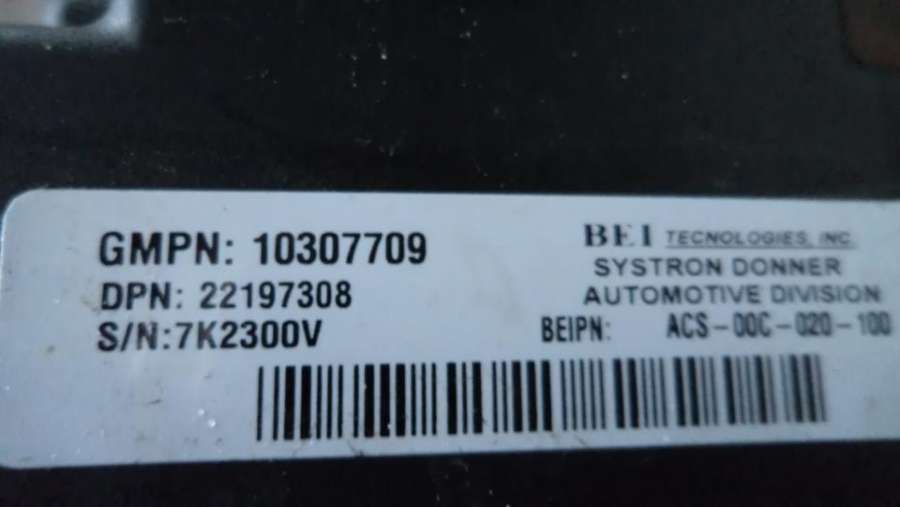 GMPN: 10307709
DPN: 22197308
S/N:7K2300V
BEI TECNOLOGIES, INC.
SYSTRON DONNER
AUTOMOTIVE DIVISION
BEIPN: ACS-00C-020-100